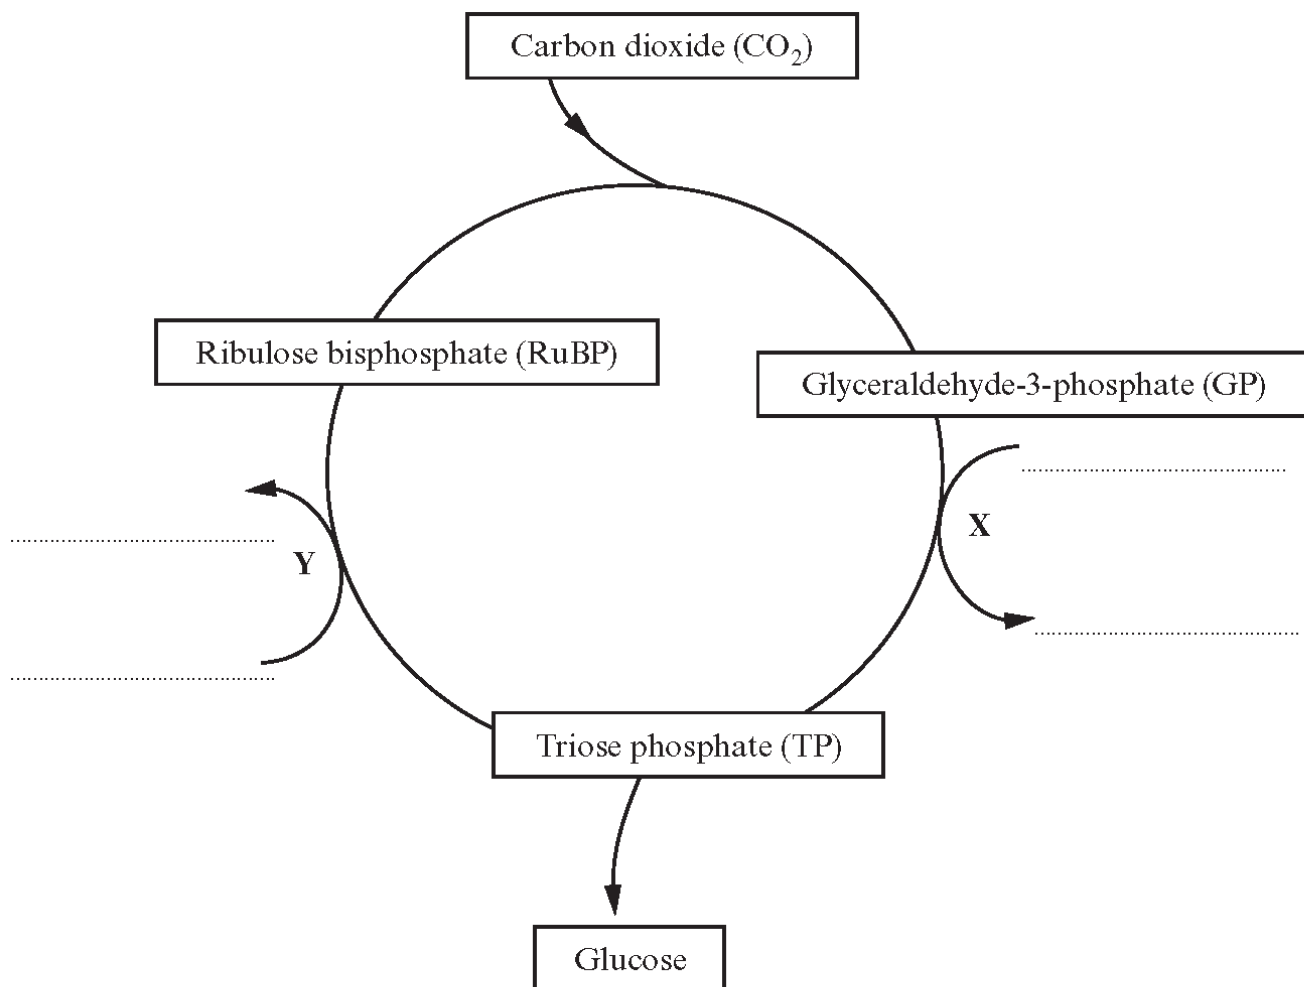 Carbon dioxide (CO₂)
Ribulose bisphosphate (RuBP)
Glyceraldehyde-3-phosphate (GP)
X
Y
Triose phosphate (TP)
Glucose